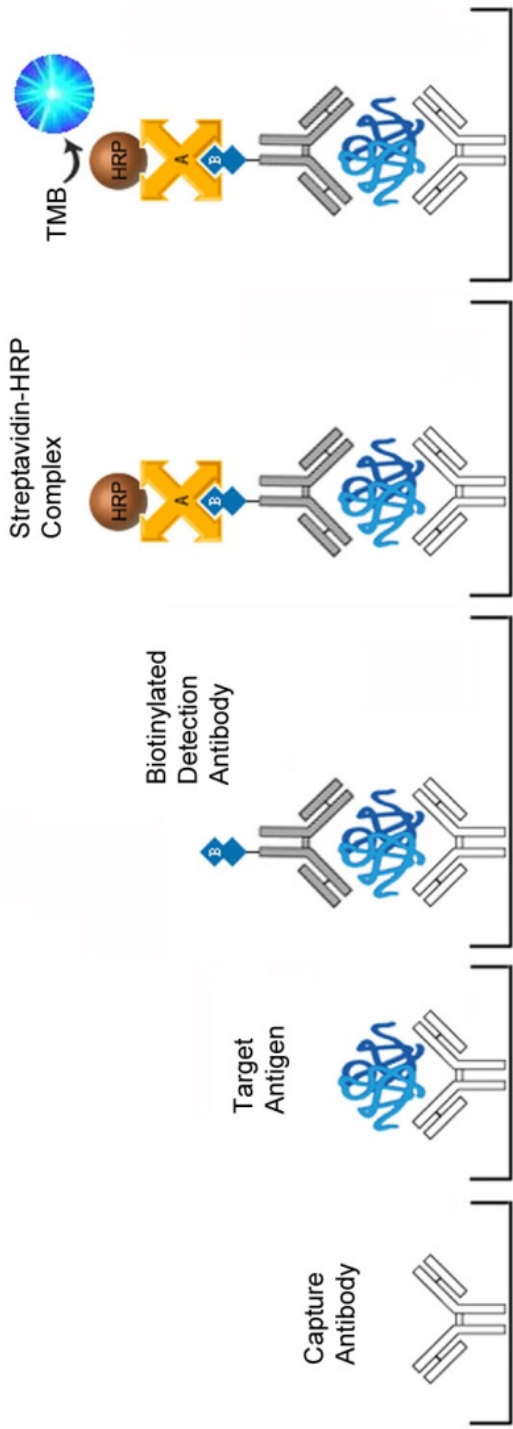 Capture
Antibody
Target
Antigen
B
Biotinylated
Detection
Antibody
Streptavidin-HRP
Complex
HRP
A
B
TMB
HRP
A
B